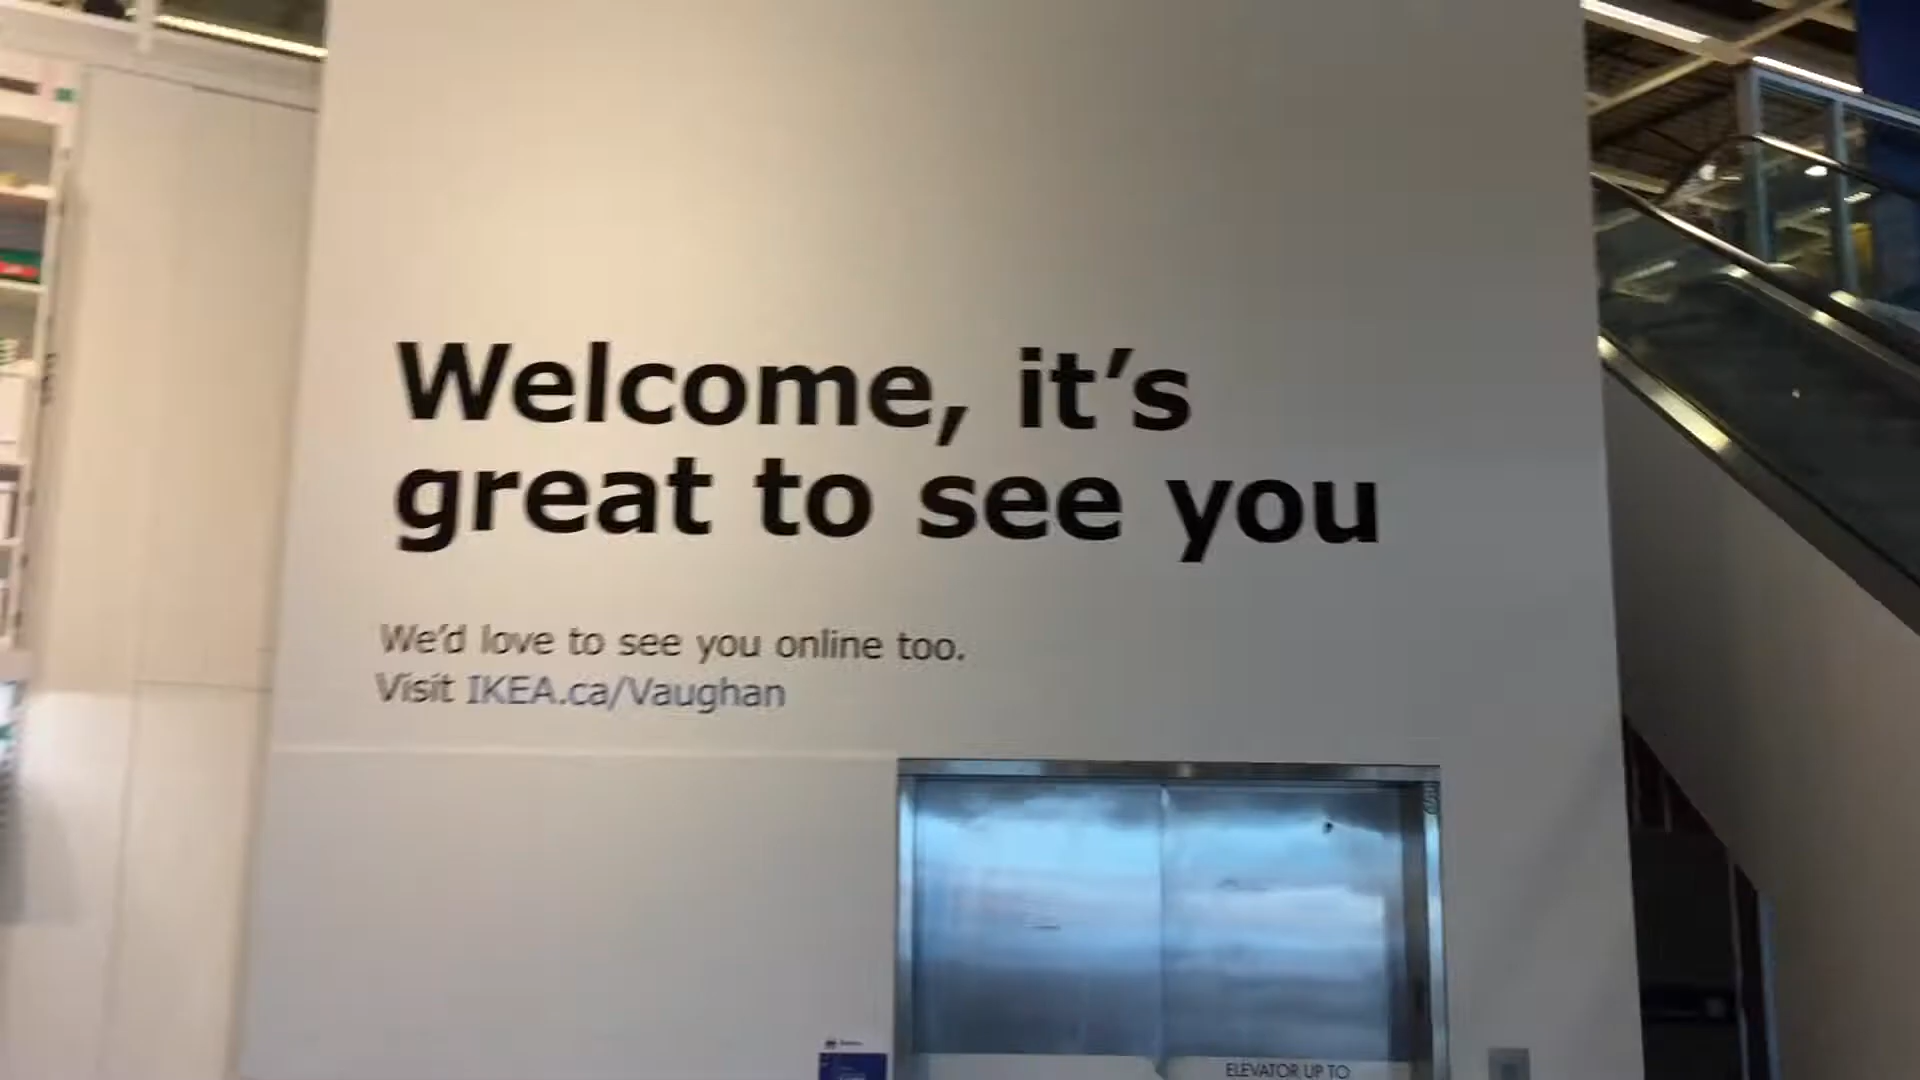 Welcome, it's
great to see you
We'd love to see you online too.
Visit IKEA.ca/Vaughan
ELEVATOR UP TO